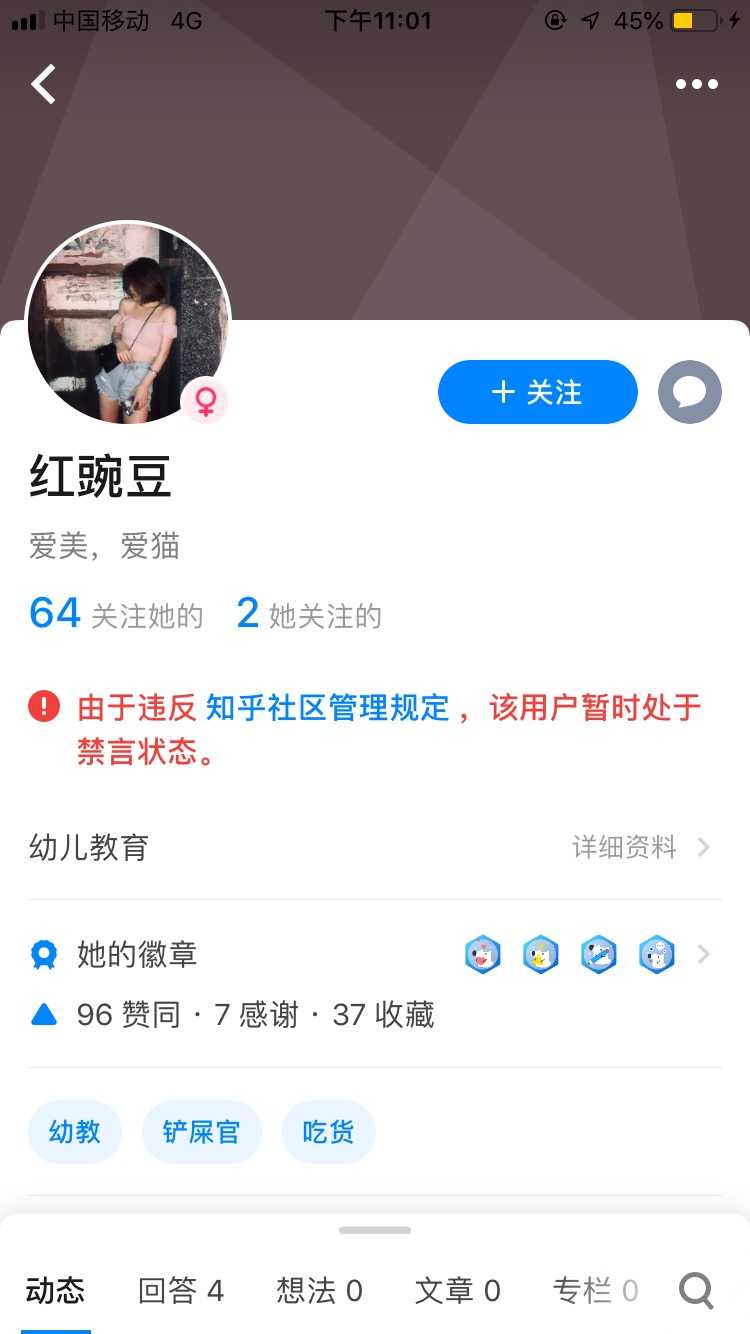 中国移动 4G 下午11:01 45%
+ 关注
红豌豆
爱美，爱猫
64 关注她的 2 她关注的
由于违反 知乎社区管理规定 ，该用户暂时处于
禁言状态。
幼儿教育 详细资料
她的徽章
96 赞同 · 7 感谢 · 37 收藏
幼教 铲屎官 吃货
动态 回答 4 想法 0 文章 0 专栏 0